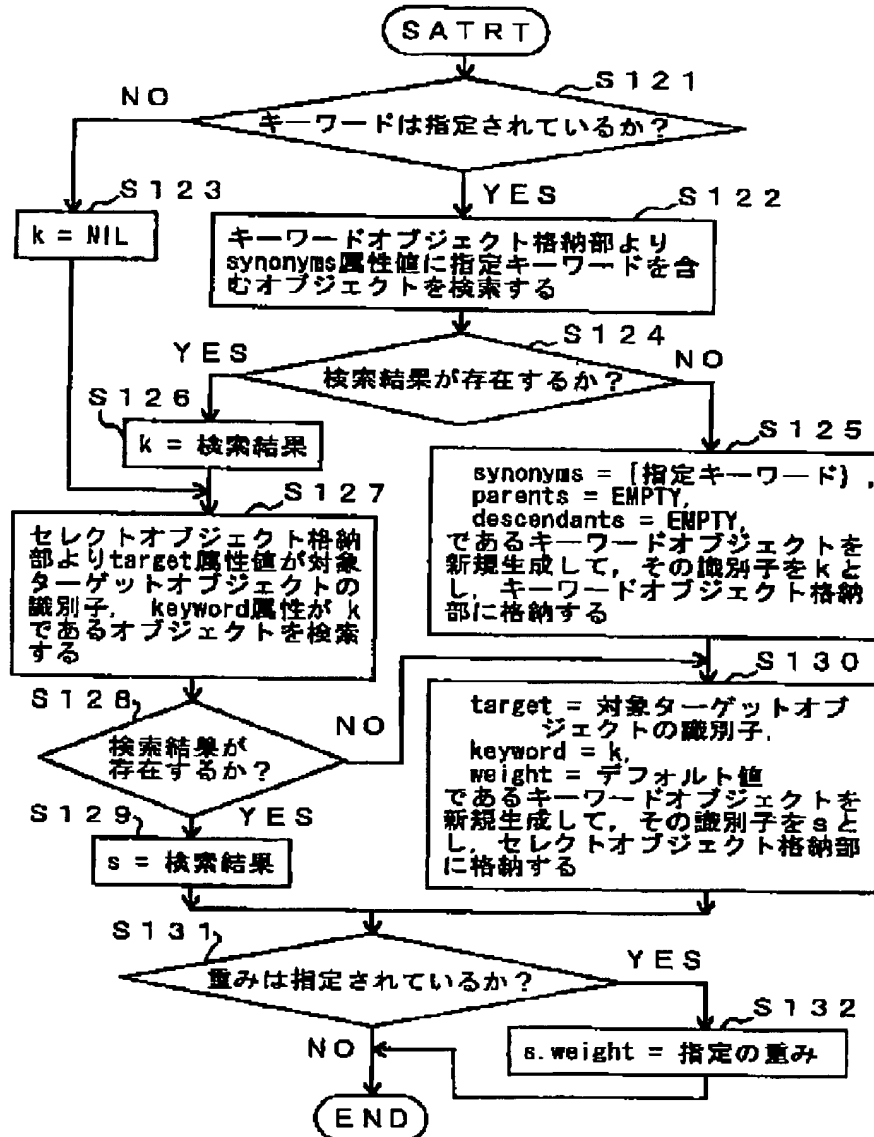 SATRT
S121
NO
キーワードは指定されているか？
S123
YES
S122
k = NIL
キーワードオブジェクト格納部より
synonyms属性値に指定キーワードを含
むオブジェクトを検索する
S124
YES
NO
検索結果が存在するか？
S126
k = 検索結果
S125
synonyms = {指定キーワード},
parents = EMPTY,
descendants = EMPTY,
であるキーワードオブジェクトを
新規生成して，その識別子をkと
し，キーワードオブジェクト格納
部に格納する
S127
セレクトオブジェクト格納
部よりtarget属性値が対象
ターゲットオブジェクトの
識別子， keyword属性が k
であるオブジェクトを検索
する
S130
S128
NO
検索結果が
存在するか？
target = 対象ターゲットオブ
ジェクトの識別子，
keyword = k,
weight = デフォルト値
であるキーワードオブジェクトを
新規生成して，その識別子をsと
し，セレクトオブジェクト格納部
に格納する
S129
YES
s = 検索結果
S131
重みは指定されているか？
YES
S132
NO
s.weight = 指定の重み
END